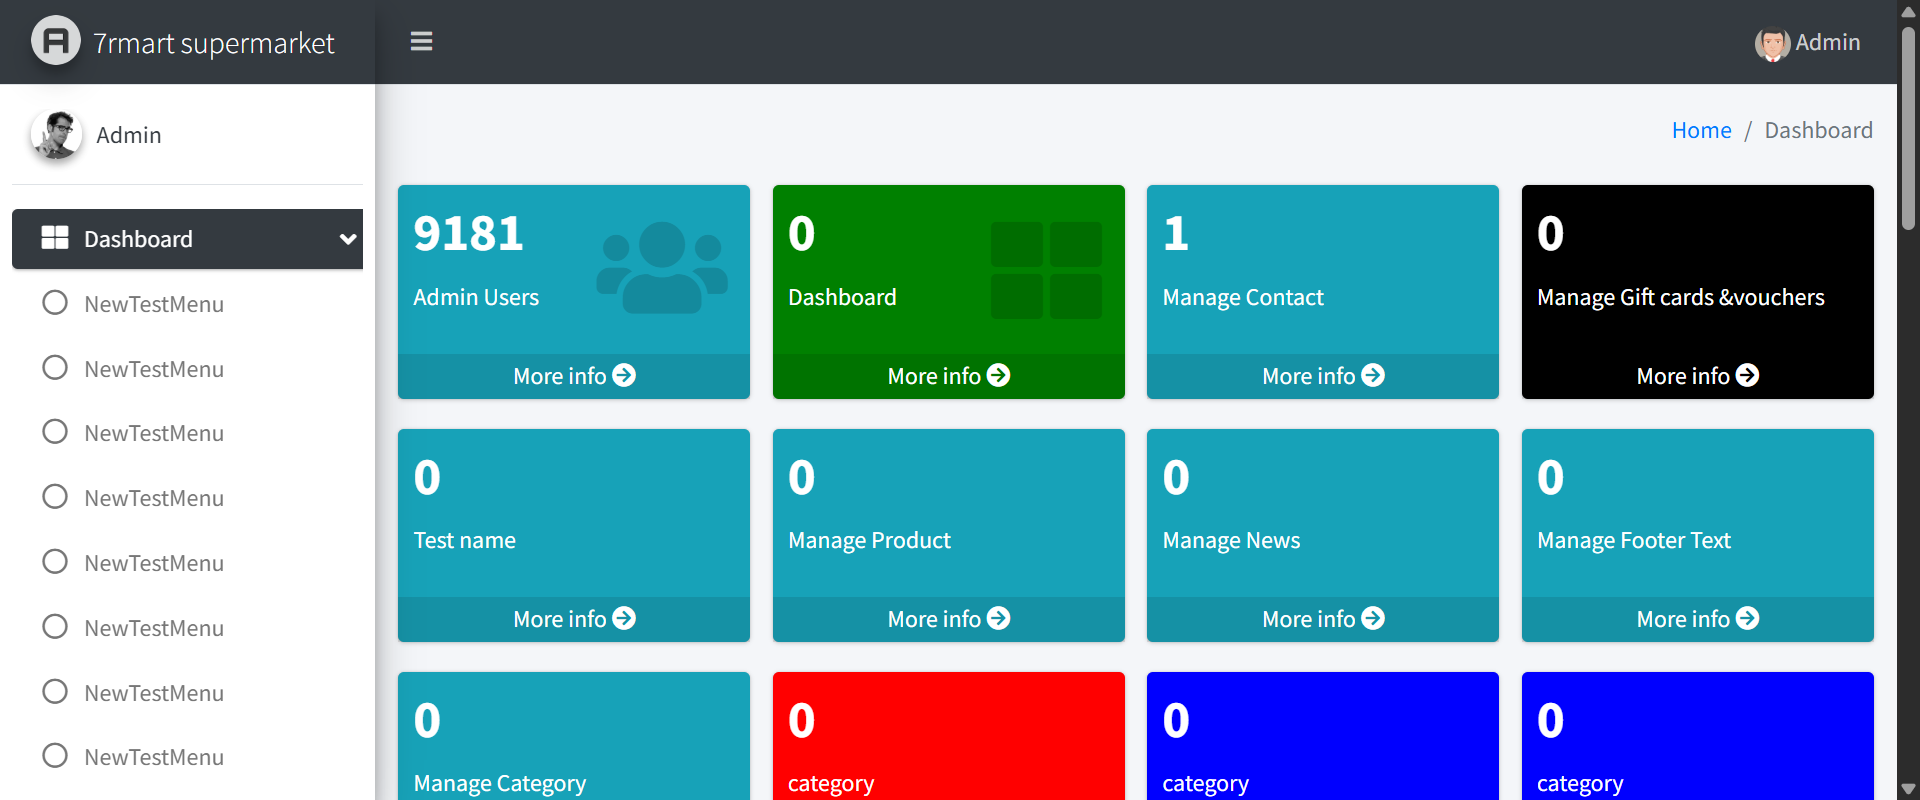 7rmart supermarket
Admin
Admin
Home / Dashboard
Dashboard
NewTestMenu
NewTestMenu
NewTestMenu
NewTestMenu
NewTestMenu
NewTestMenu
NewTestMenu
NewTestMenu
9181
Admin Users
More info
0
Dashboard
More info
1
Manage Contact
More info
0
Manage Gift cards &vouchers
More info
0
Test name
More info
0
Manage Product
More info
0
Manage News
More info
0
Manage Footer Text
More info
0
Manage Category
0
category
0
category
0
category